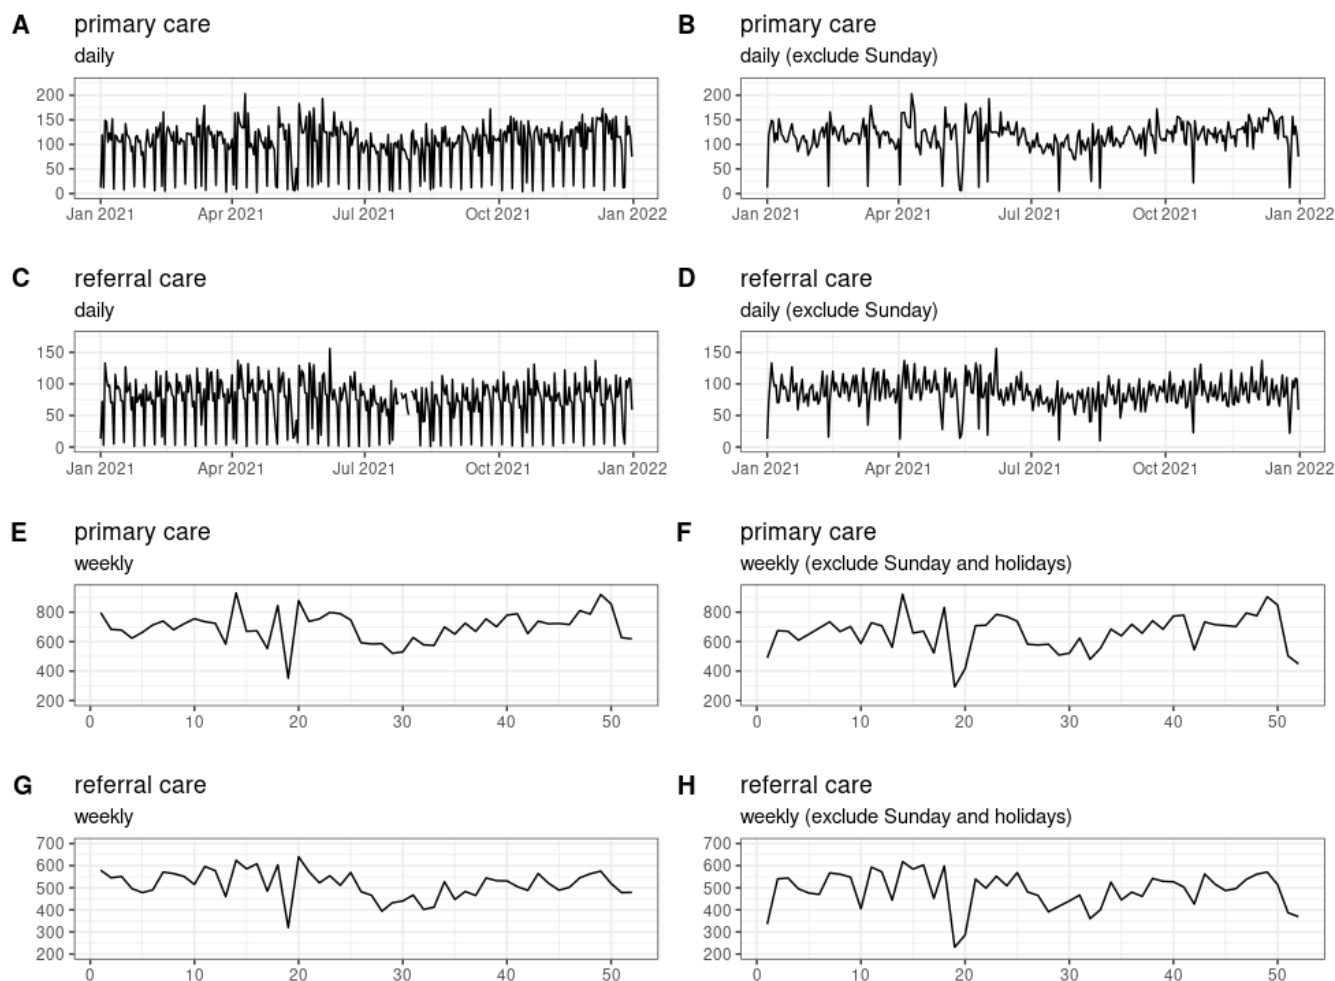 A primary care
daily
200
150
100
50
0
Jan 2021 Apr 2021 Jul 2021 Oct 2021 Jan 2022
B primary care
daily (exclude Sunday)
200
150
100
50
0
Jan 2021 Apr 2021 Jul 2021 Oct 2021 Jan 2022
C referral care
daily
150
100
50
0
Jan 2021 Apr 2021 Jul 2021 Oct 2021 Jan 2022
D referral care
daily (exclude Sunday)
150
100
50
0
Jan 2021 Apr 2021 Jul 2021 Oct 2021 Jan 2022
E primary care
weekly
800
600
400
200
0 10 20 30 40 50
F primary care
weekly (exclude Sunday and holidays)
800
600
400
200
0 10 20 30 40 50
G referral care
weekly
700
600
500
400
300
200
0 10 20 30 40 50
H referral care
weekly (exclude Sunday and holidays)
700
600
500
400
300
200
0 10 20 30 40 50